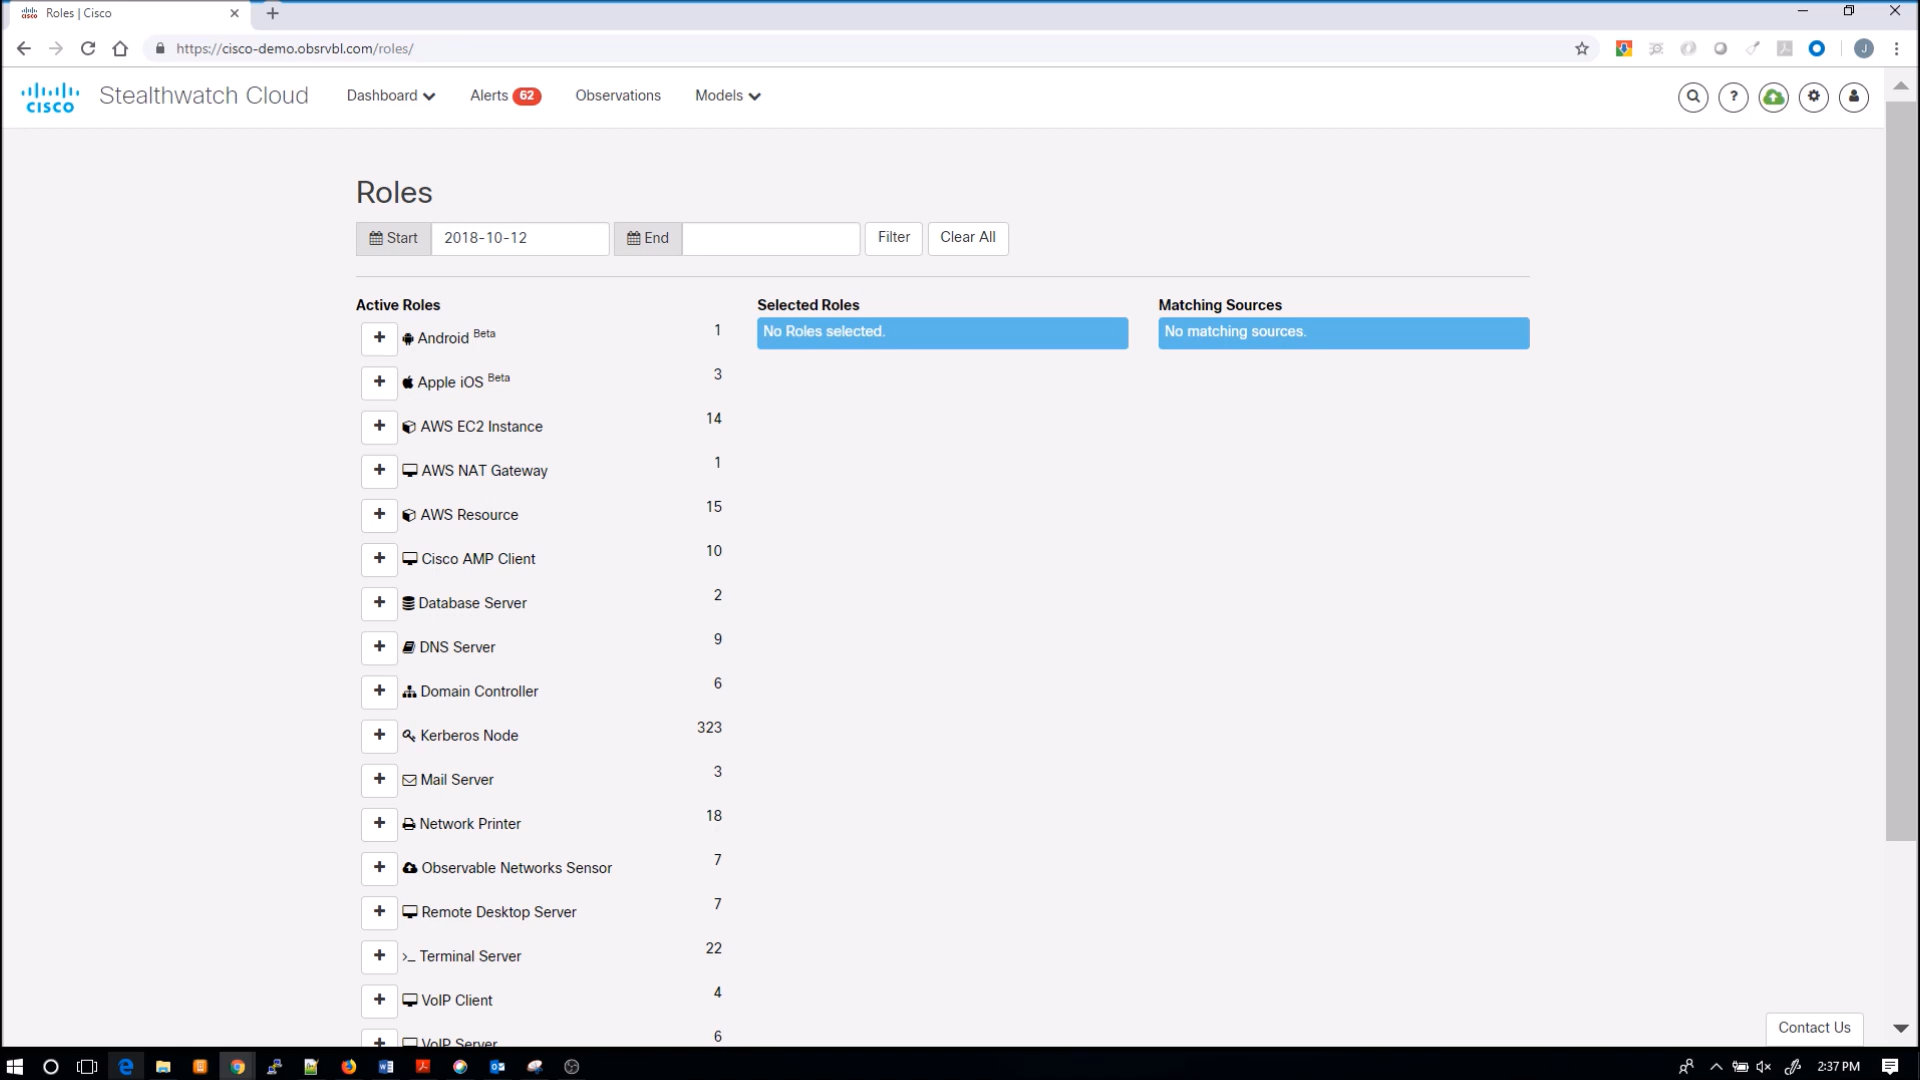 Roles | Cisco
https://cisco-demo.obsrvbl.com/roles/
J
CISCO
Stealthwatch Cloud
Dashboard
Alerts 62
Observations
Models
?
Roles
Start 2018-10-12 End Filter Clear All
Active Roles
Android Beta 1
Apple iOS Beta 3
AWS EC2 Instance 14
AWS NAT Gateway 1
AWS Resource 15
Cisco AMP Client 10
Database Server 2
DNS Server 9
Domain Controller 6
Kerberos Node 323
Mail Server 3
Network Printer 18
Observable Networks Sensor 7
Remote Desktop Server 7
Terminal Server 22
VoIP Client 4
VoIP Server 6
Selected Roles
No Roles selected.
Matching Sources
No matching sources.
Contact Us
2:37 PM